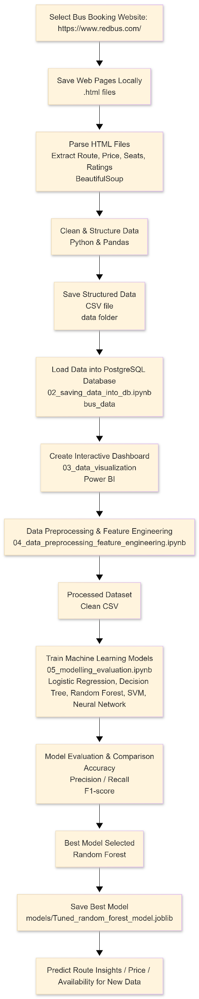 Select Bus Booking Website:
https://www.redbus.com/
Save Web Pages Locally
.html files
Parse HTML Files
Extract Route, Price, Seats,
Ratings
BeautifulSoup
Clean & Structure Data
Python & Pandas
Save Structured Data
CSV file
data folder
Load Data into PostgreSQL
Database
02_saving_data_into_db.ipynb
bus_data
Create Interactive Dashboard
03_data_visualization
Power BI
Data Preprocessing & Feature Engineering
04_data_preprocessing_feature_engineering.ipynb
Processed Dataset
Clean CSV
Train Machine Learning Models
05_modelling_evaluation.ipynb
Logistic Regression, Decision
Tree, Random Forest, SVM,
Neural Network
Model Evaluation & Comparison
Accuracy
Precision / Recall
F1-score
Best Model Selected
Random Forest
Save Best Model
models/Tuned_random_forest_model.joblib
Predict Route Insights / Price /
Availability for New Data